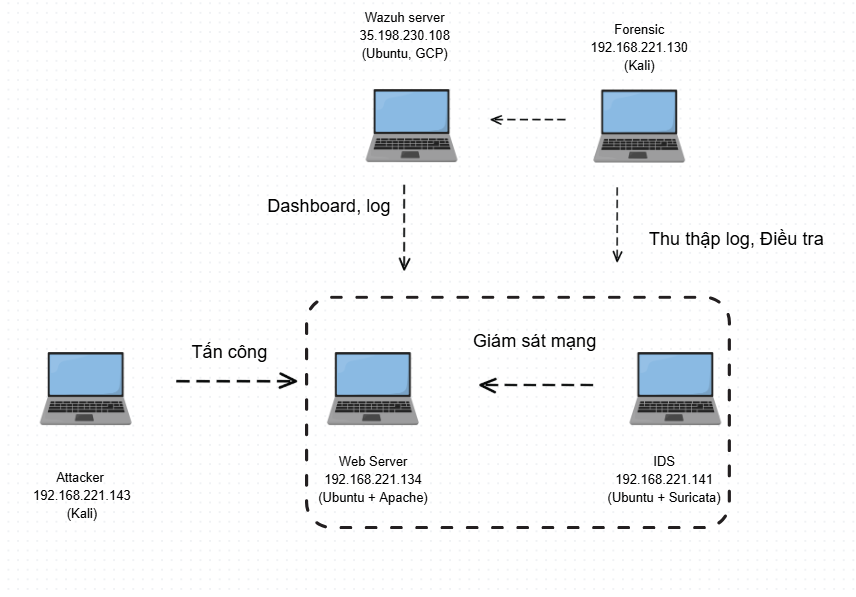 Wazuh server
35.198.230.108
(Ubuntu, GCP)
Forensic
192.168.221.130
(Kali)
Dashboard, log
Thu thập log, Điều tra
Tấn công
Giám sát mạng
Attacker
192.168.221.143
(Kali)
Web Server
192.168.221.134
(Ubuntu + Apache)
IDS
192.168.221.141
(Ubuntu + Suricata)